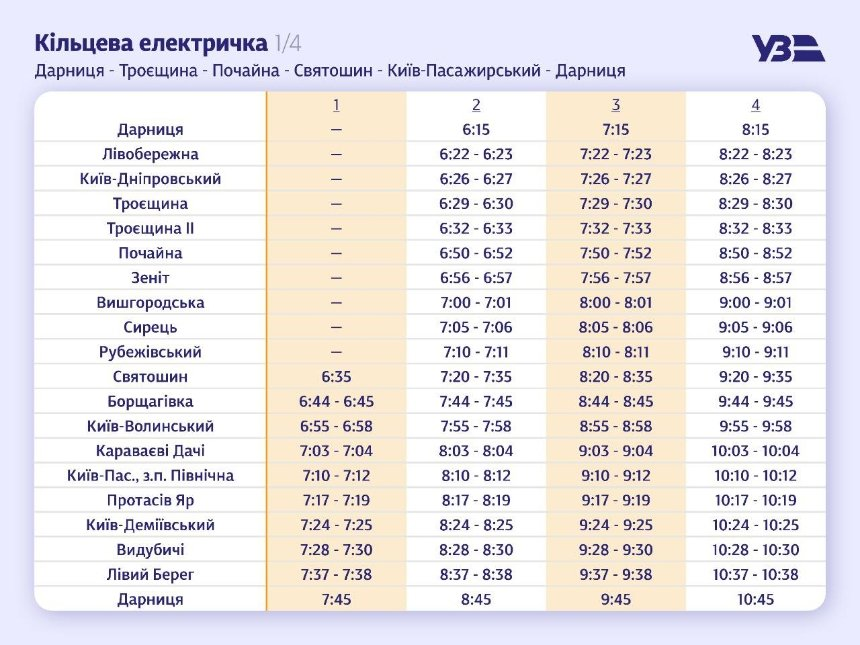 Кільцева електричка 1/4
УЗ
Дарниця - Троєщина - Почайна - Святошин - Київ-Пасажирський - Дарниця
1 2 3 4
Дарниця — 6:15 7:15 8:15
Лівобережна — 6:22 - 6:23 7:22 - 7:23 8:22 - 8:23
Київ-Дніпровський — 6:26 - 6:27 7:26 - 7:27 8:26 - 8:27
Троєщина — 6:29 - 6:30 7:29 - 7:30 8:29 - 8:30
Троєщина II — 6:32 - 6:33 7:32 - 7:33 8:32 - 8:33
Почайна — 6:50 - 6:52 7:50 - 7:52 8:50 - 8:52
Зеніт — 6:56 - 6:57 7:56 - 7:57 8:56 - 8:57
Вишгородська — 7:00 - 7:01 8:00 - 8:01 9:00 - 9:01
Сирець — 7:05 - 7:06 8:05 - 8:06 9:05 - 9:06
Рубежівський — 7:10 - 7:11 8:10 - 8:11 9:10 - 9:11
Святошин 6:35 7:20 - 7:35 8:20 - 8:35 9:20 - 9:35
Борщагівка 6:44 - 6:45 7:44 - 7:45 8:44 - 8:45 9:44 - 9:45
Київ-Волинський 6:55 - 6:58 7:55 - 7:58 8:55 - 8:58 9:55 - 9:58
Караваєві Дачі 7:03 - 7:04 8:03 - 8:04 9:03 - 9:04 10:03 - 10:04
Київ-Пас., з.п. Північна 7:10 - 7:12 8:10 - 8:12 9:10 - 9:12 10:10 - 10:12
Протасів Яр 7:17 - 7:19 8:17 - 8:19 9:17 - 9:19 10:17 - 10:19
Київ-Деміївський 7:24 - 7:25 8:24 - 8:25 9:24 - 9:25 10:24 - 10:25
Видубичі 7:28 - 7:30 8:28 - 8:30 9:28 - 9:30 10:28 - 10:30
Лівий Берег 7:37 - 7:38 8:37 - 8:38 9:37 - 9:38 10:37 - 10:38
Дарниця 7:45 8:45 9:45 10:45